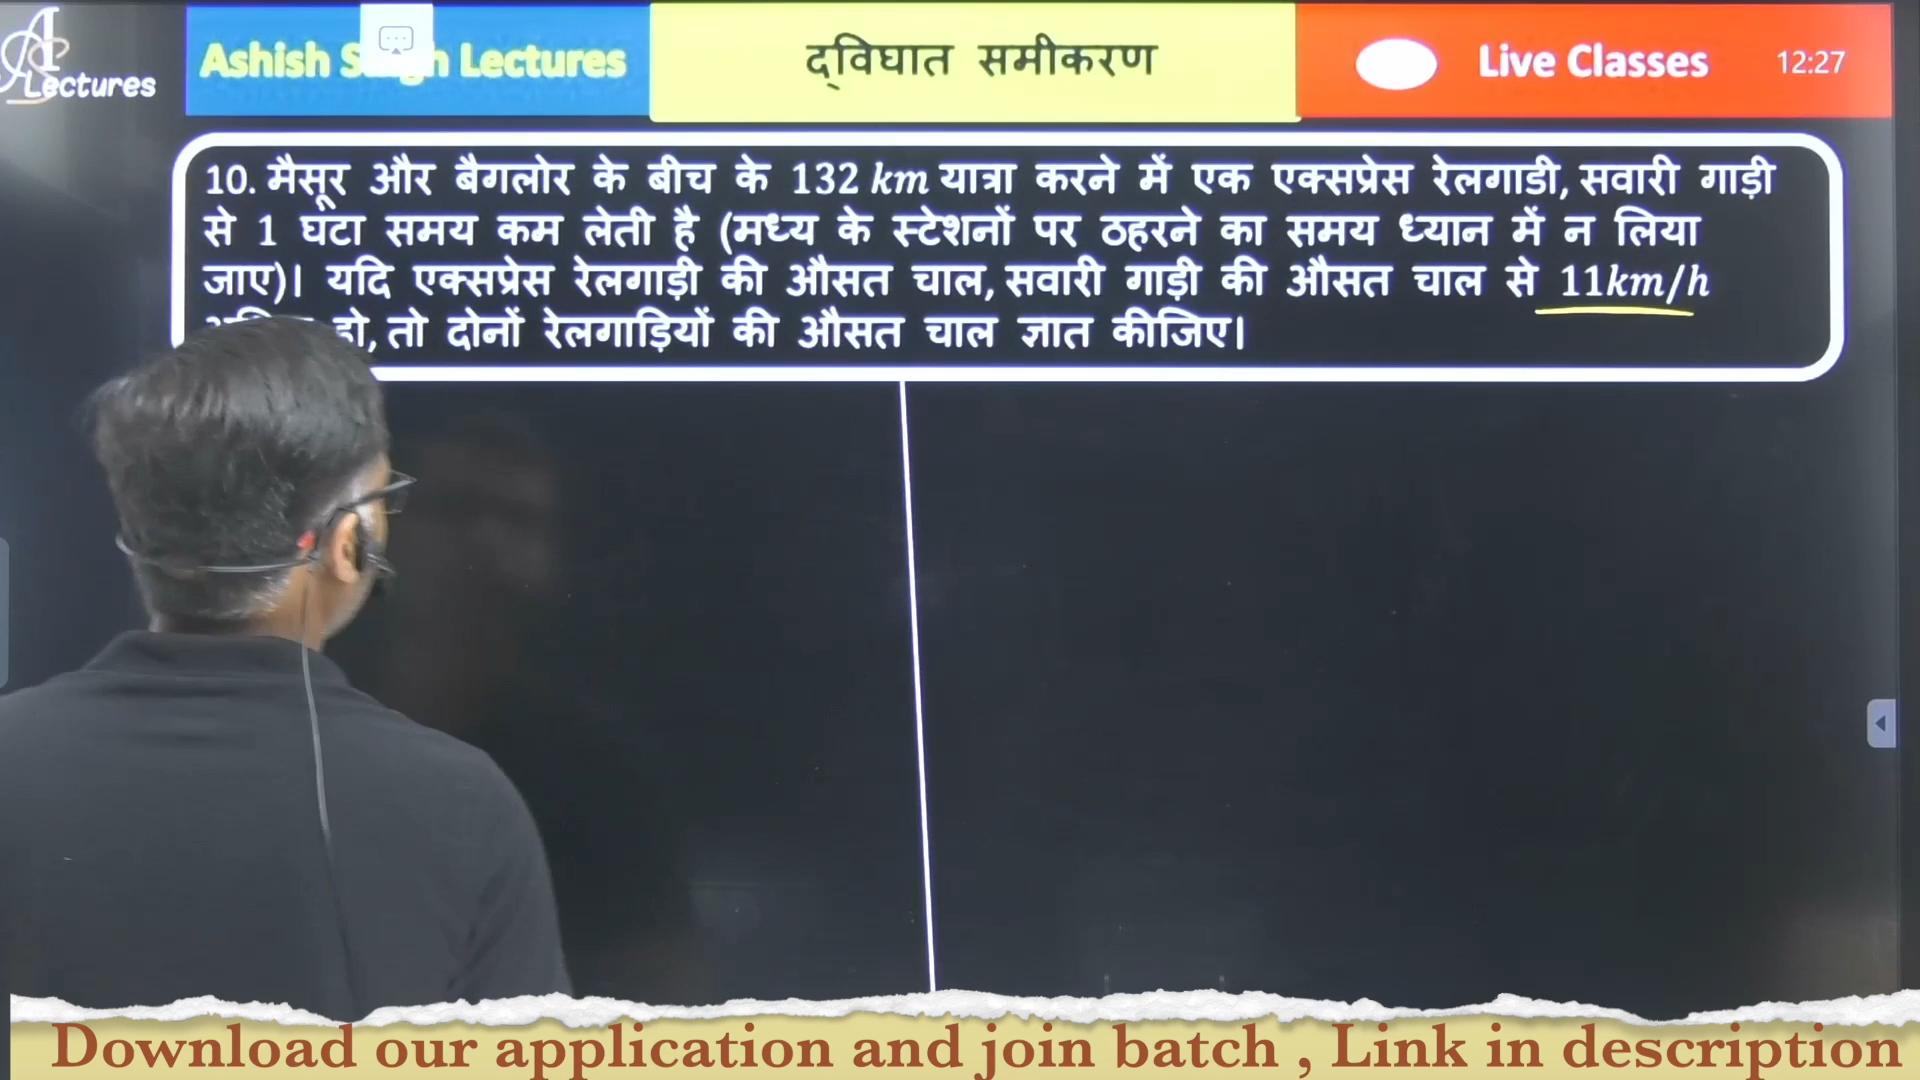 Lectures
Ashish S gh Lectures
द्विघात समीकरण
Live Classes
12:27
10. मैसूर और बैगलोर के बीच के 132 km यात्रा करने में एक एक्सप्रेस रेलगाडी, सवारी गाड़ी
से 1 घंटा समय कम लेती है (मध्य के स्टेशनों पर ठहरने का समय ध्यान में न लिया
जाए)। यदि एक्सप्रेस रेलगाड़ी की औसत चाल, सवारी गाड़ी की औसत चाल से 11km/h
हो, तो दोनों रेलगाड़ियों की औसत चाल ज्ञात कीजिए।
Download our application and join batch , Link in description